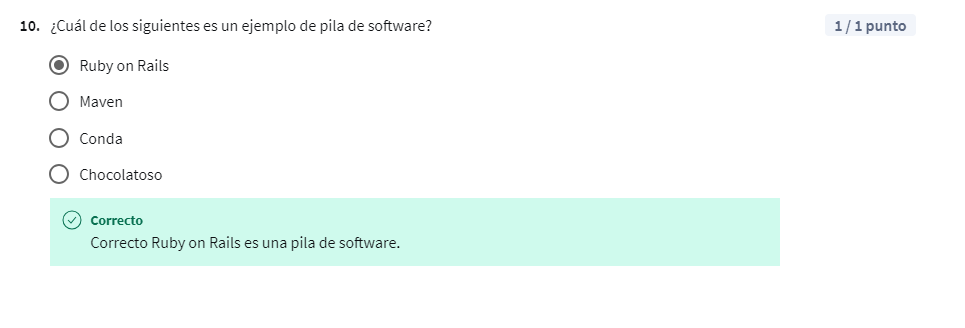 10. ¿Cuál de los siguientes es un ejemplo de pila de software?
1 / 1 punto
Ruby on Rails
Maven
Conda
Chocolatoso
Correcto
Correcto Ruby on Rails es una pila de software.